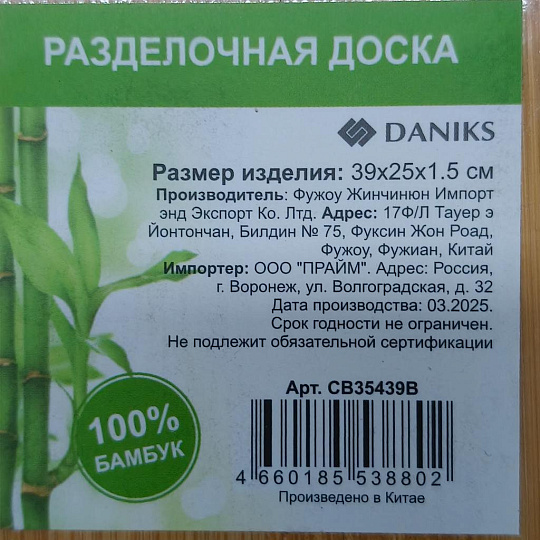 РАЗДЕЛОЧНАЯ ДОСКА
DANIKS
Размер изделия: 39х25х1.5 см
Производитель: Фужоу Жинчинюн Импорт
энд Экспорт Ко. Лтд. Адрес: 17Ф/Л Тауер э
Йонтончан, Билдин № 75, Фуксин Жон Роад,
Фужоу, Фужиан, Китай
Импортер: ООО "ПРАЙМ". Адрес: Россия,
г. Воронеж, ул. Волгоградская, д. 32
Дата производства: 03.2025.
Срок годности не ограничен.
Не подлежит обязательной сертификации
Арт. CB35439B
100%
БАМБУК
4 660185 538802
Произведено в Китае